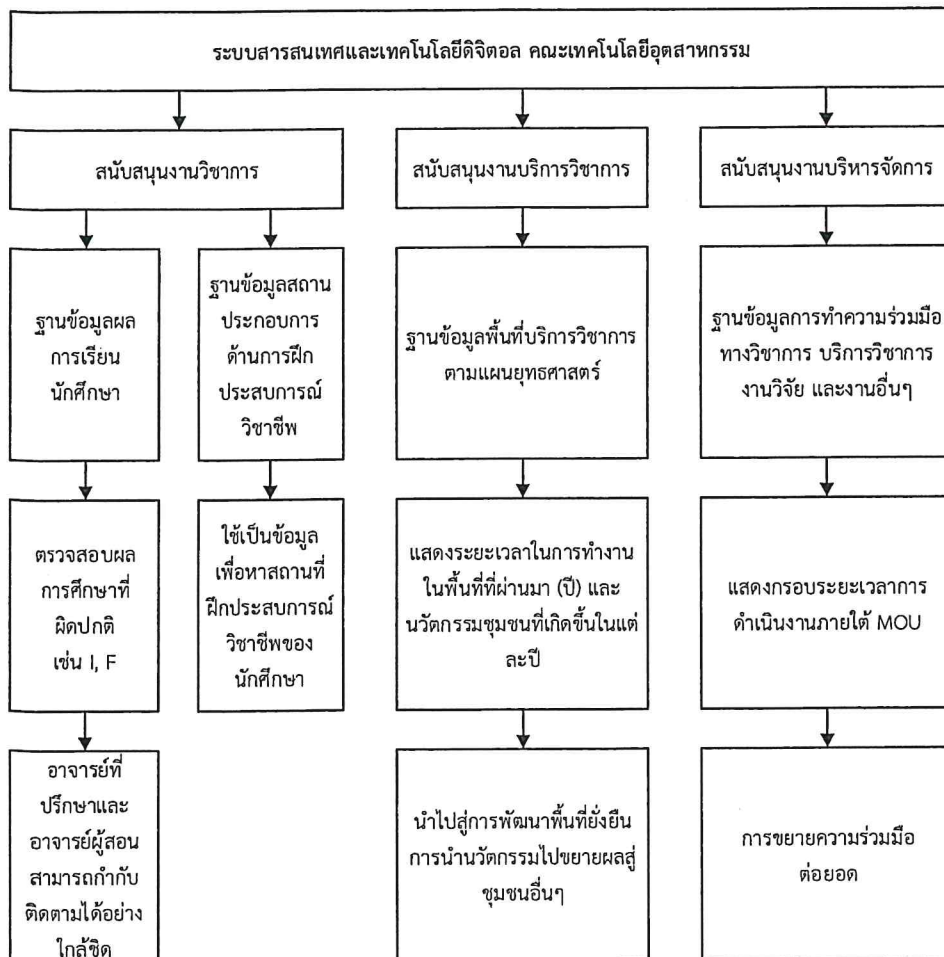 ระบบสารสนเทศและเทคโนโลยีดิจิตอล คณะเทคโนโลยีอุตสาหกรรม
สนับสนุนงานวิชาการ
สนับสนุนงานบริการวิชาการ
สนับสนุนงานบริหารจัดการ
ฐานข้อมูลผล
การเรียน
นักศึกษา
ฐานข้อมูลสถาน
ประกอบการ
ด้านการฝึก
ประสบการณ์
วิชาชีพ
ฐานข้อมูลพื้นที่บริการวิชาการ
ตามแผนยุทธศาสตร์
ฐานข้อมูลการทำความร่วมมือ
ทางวิชาการ บริการวิชาการ
งานวิจัย และงานอื่นๆ
ตรวจสอบผล
การศึกษาที่
ผิดปกติ
เช่น I, F
ใช้เป็นข้อมูล
เพื่อหาสถานที่
ฝึกประสบการณ์
วิชาชีพของ
นักศึกษา
แสดงระยะเวลาในการทำงาน
ในพื้นที่ที่ผ่านมา (ปี) และ
นวัตกรรมชุมชนที่เกิดขึ้นในแต่
ละปี
แสดงกรอบระยะเวลาการ
ดำเนินงานภายใต้ MOU
อาจารย์ที่
ปรึกษาและ
อาจารย์ผู้สอน
สามารถกำกับ
ติดตามได้อย่าง
ใกล้ชิด
นำไปสู่การพัฒนาพื้นที่ยั่งยืน
การนำนวัตกรรมไปขยายผลสู่
ชุมชนอื่นๆ
การขยายความร่วมมือ
ต่อยอด